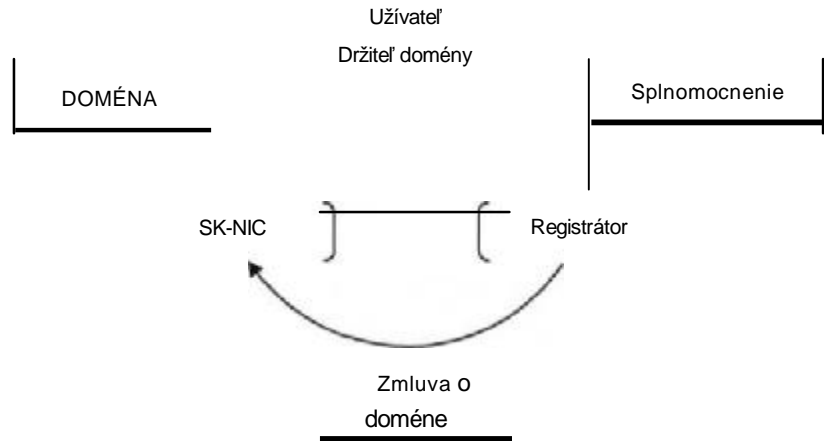 Užívateľ
Držiteľ domény
DOMÉNA
Splnomocnenie
SK-NIC
Registrátor
Zmluva o
doméne